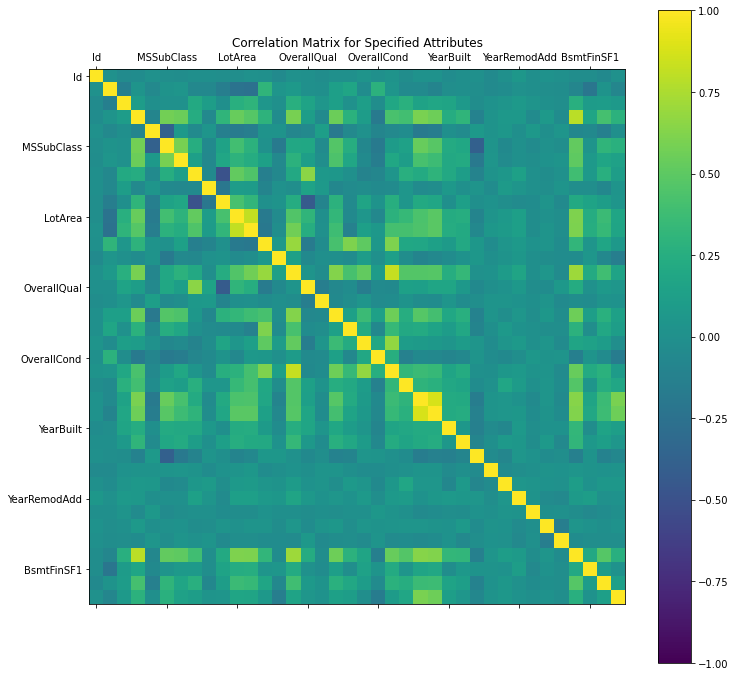 Correlation Matrix for Specified Attributes
Id MSSubClass LotArea OverallQual OverallCond YearBuilt YearRemodAdd BsmtFinSF1
Id
MSSubClass
LotArea
OverallQual
OverallCond
YearBuilt
YearRemodAdd
BsmtFinSF1
1.00
0.75
0.50
0.25
0.00
−0.25
−0.50
−0.75
−1.00